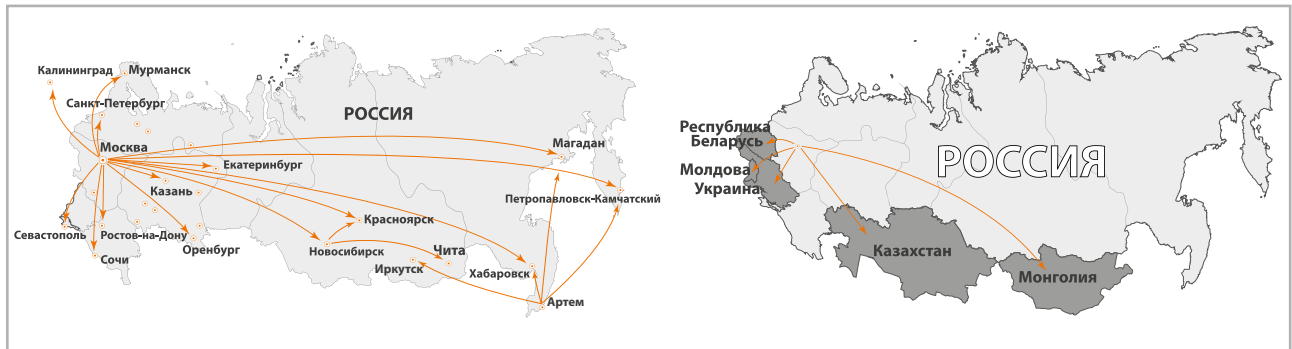 Калининград
Мурманск
Санкт-Петербург
РОССИЯ
Москва
Магадан
Екатеринбург
Казань
Петропавловск-Камчатский
Красноярск
Севастополь
Ростов-на-Дону
Оренбург
Новосибирск
Чита
Сочи
Иркутск
Хабаровск
Артем
Республика
Беларусь
РОССИЯ
Молдова
Украина
Казахстан
Монголия